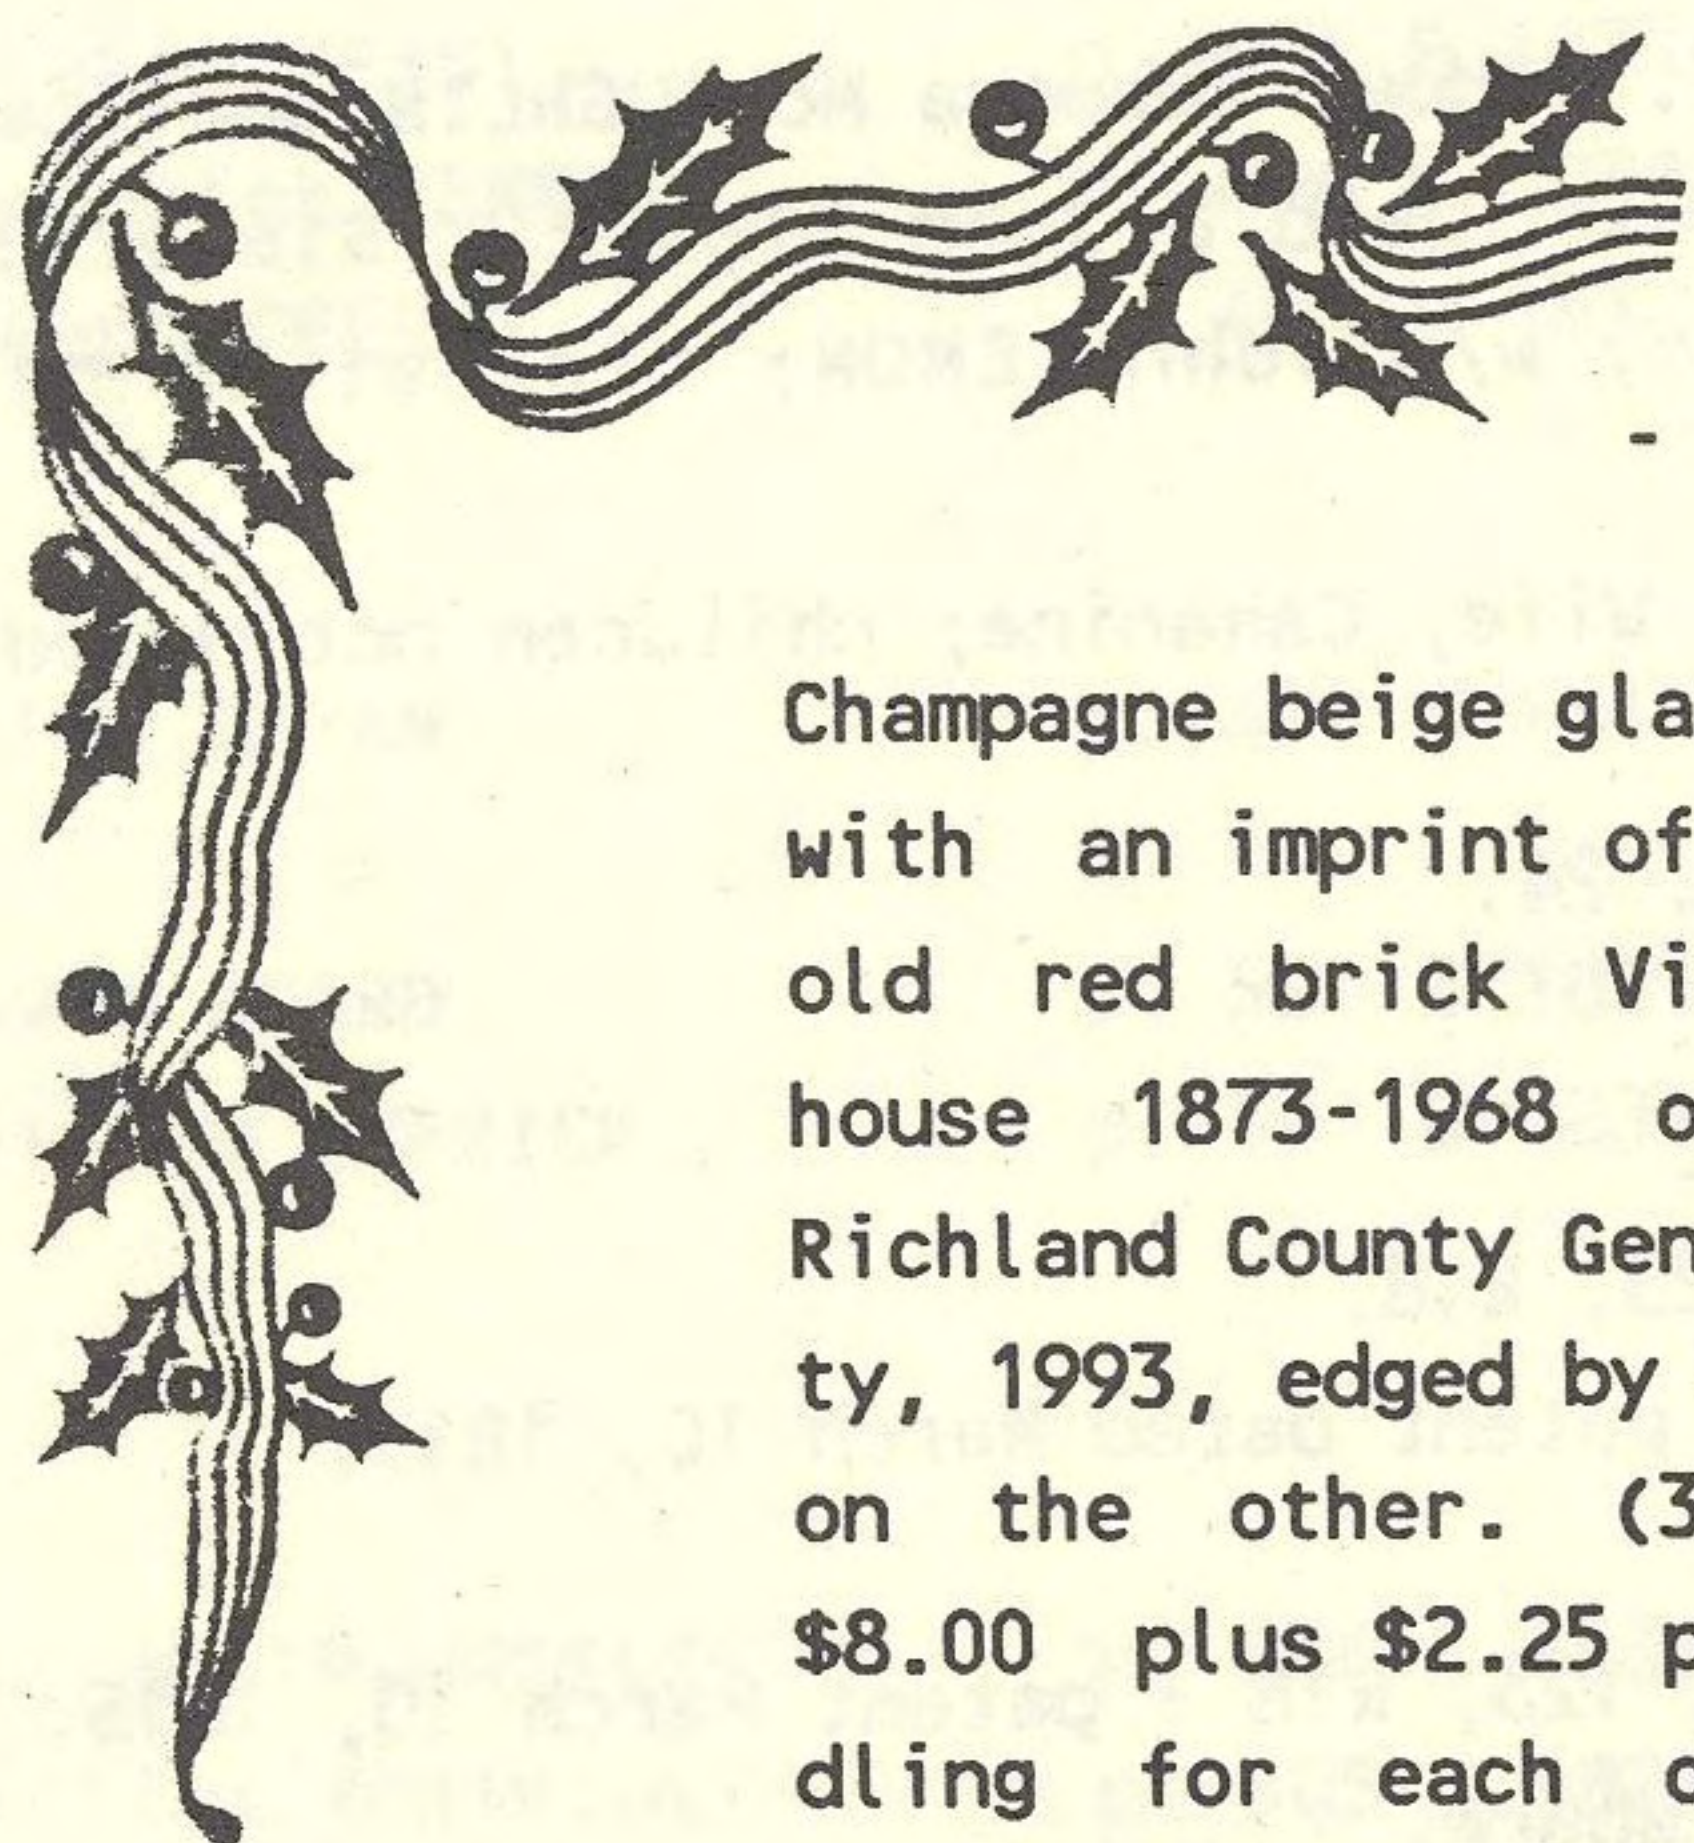 -
Champagne beige gla
with an imprint of
old red brick Vi
house 1873-1968 o
Richland County Gen
ty, 1993, edged by
on the other. (3
$8.00 plus $2.25 p
dling for each o